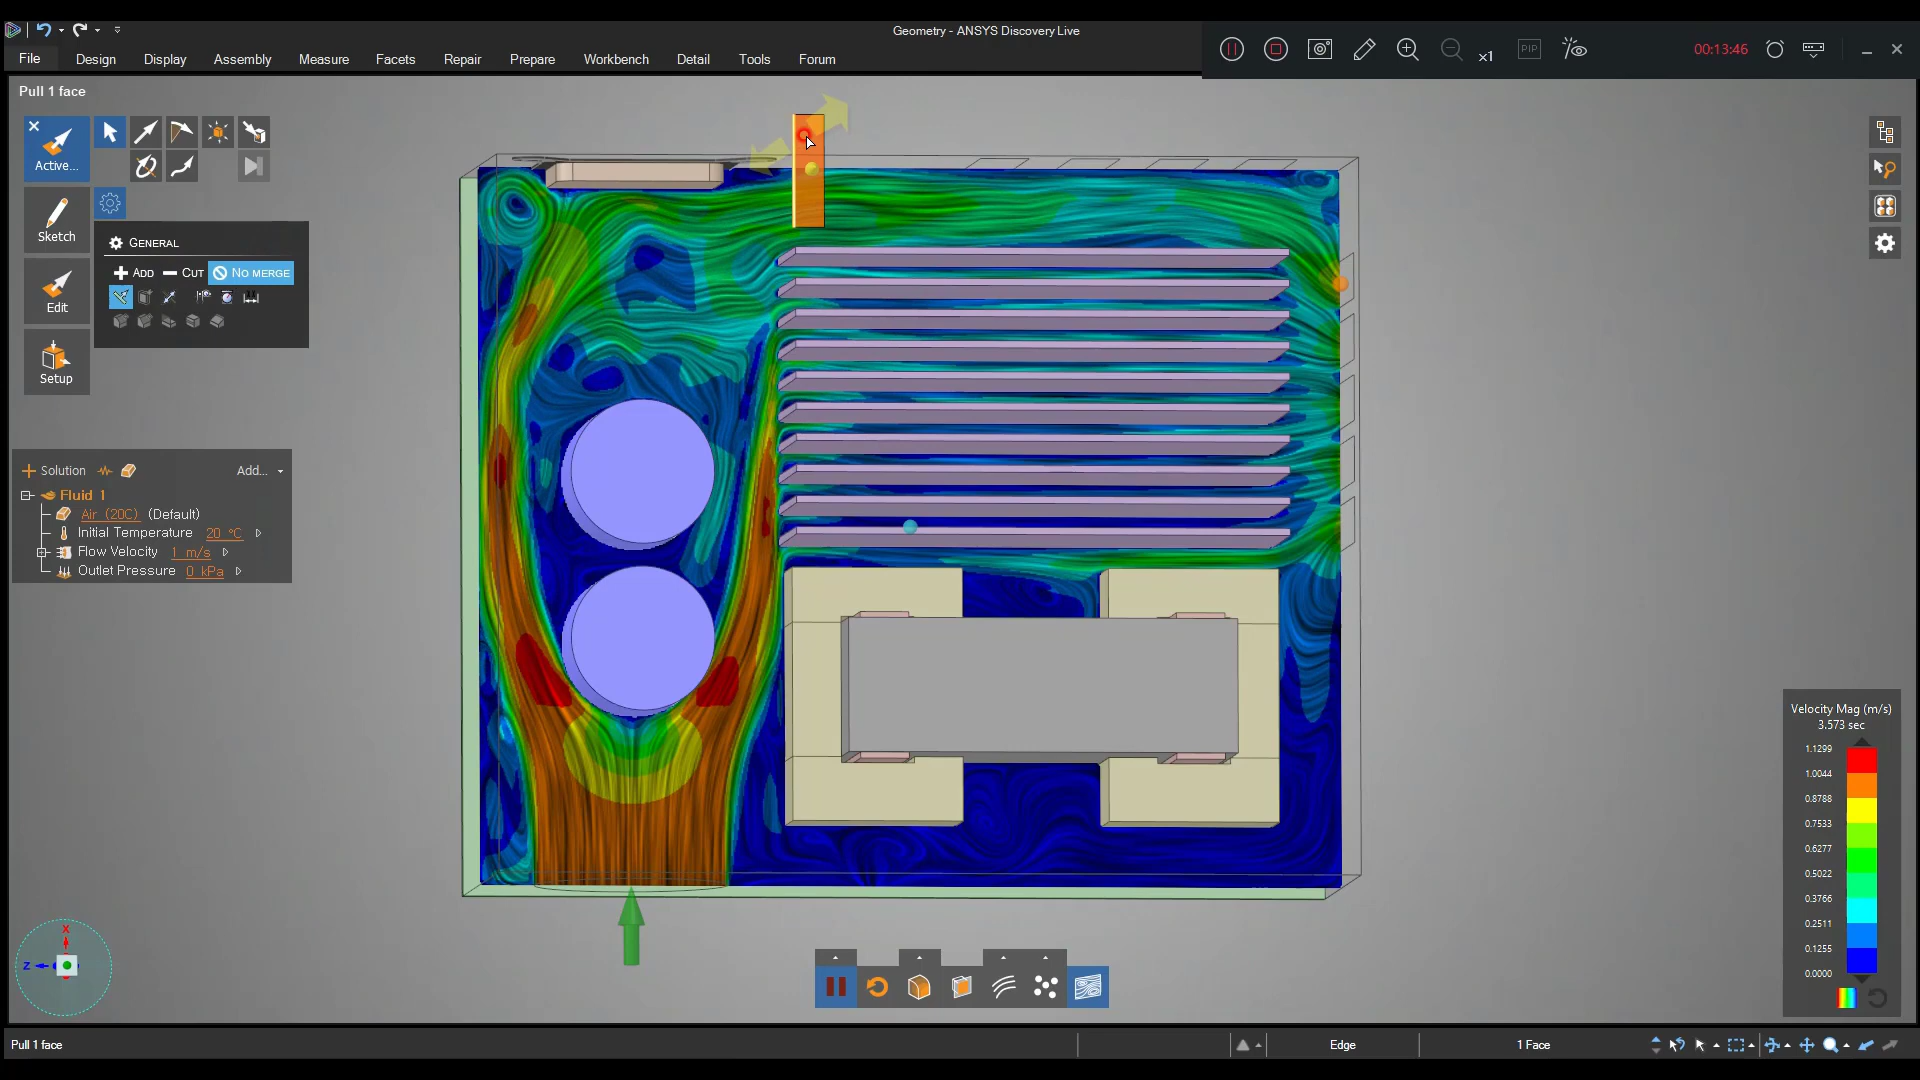 Geometry - ANSYS Discovery Live
File Design Display Assembly Measure Facets Repair Prepare Workbench Detail Tools Forum
x1 PIP 00:13:46
Pull 1 face
Active...
Sketch
Edit
Setup
GENERAL
ADD CUT NO MERGE
Solution Add...
Fluid 1
Air (20C) (Default)
Initial Temperature 20 °C
Flow Velocity 1 m/s
Outlet Pressure 0 kPa
Velocity Mag (m/s)
3.573 sec
1.1299
1.0044
0.8788
0.7533
0.6277
0.5022
0.3766
0.2511
0.1255
0.0000
X
Z
Pull 1 face Edge 1 Face